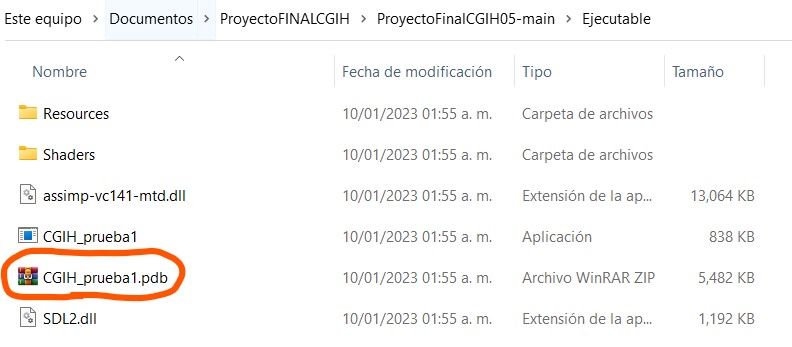 Este equipo > Documentos > ProyectoFINALCGIH > ProyectoFinalCGIH05-main > Ejecutable
Nombre Fecha de modificación Tipo Tamaño
Resources 10/01/2023 01:55 a. m. Carpeta de archivos
Shaders 10/01/2023 01:55 a. m. Carpeta de archivos
assimp-vc141-mtd.dll 10/01/2023 01:55 a. m. Extensión de la ap... 13,064 KB
CGIH_prueba1 10/01/2023 01:55 a. m. Aplicación 838 KB
CGIH_prueba1.pdb 10/01/2023 01:55 a. m. Archivo WinRAR ZIP 5,482 KB
SDL2.dll 10/01/2023 01:55 a. m. Extensión de la ap... 1,192 KB